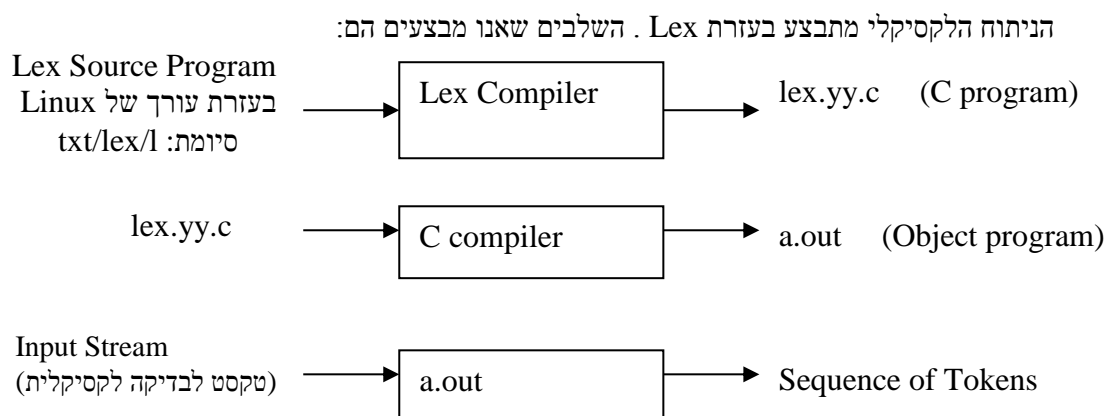 הניתוח הלקסיקלי מתבצע בעזרת Lex . השלבים שאנו מבצעים הם:
Lex Source Program
בעזרת עורך של Linux
סיומת: txt/lex/l
Lex Compiler
lex.yy.c (C program)
lex.yy.c
C compiler
a.out (Object program)
Input Stream
(טקסט לבדיקה לקסיקלית)
a.out
Sequence of Tokens